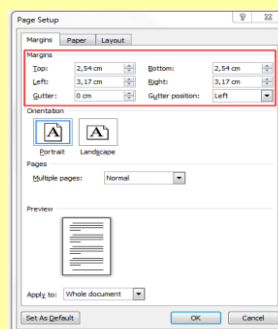 Page Setup
Margins Paper Layout
Margins
Top: 2,54 cm Bottom: 2,54 cm
Left: 3,17 cm Right: 3,17 cm
Gutter: 0 cm Gutter position: Left
Orientation
A A
Portrait Landscape
Pages
Multiple pages: Normal
Preview
Apply to: Whole document
Set As Default OK Cancel